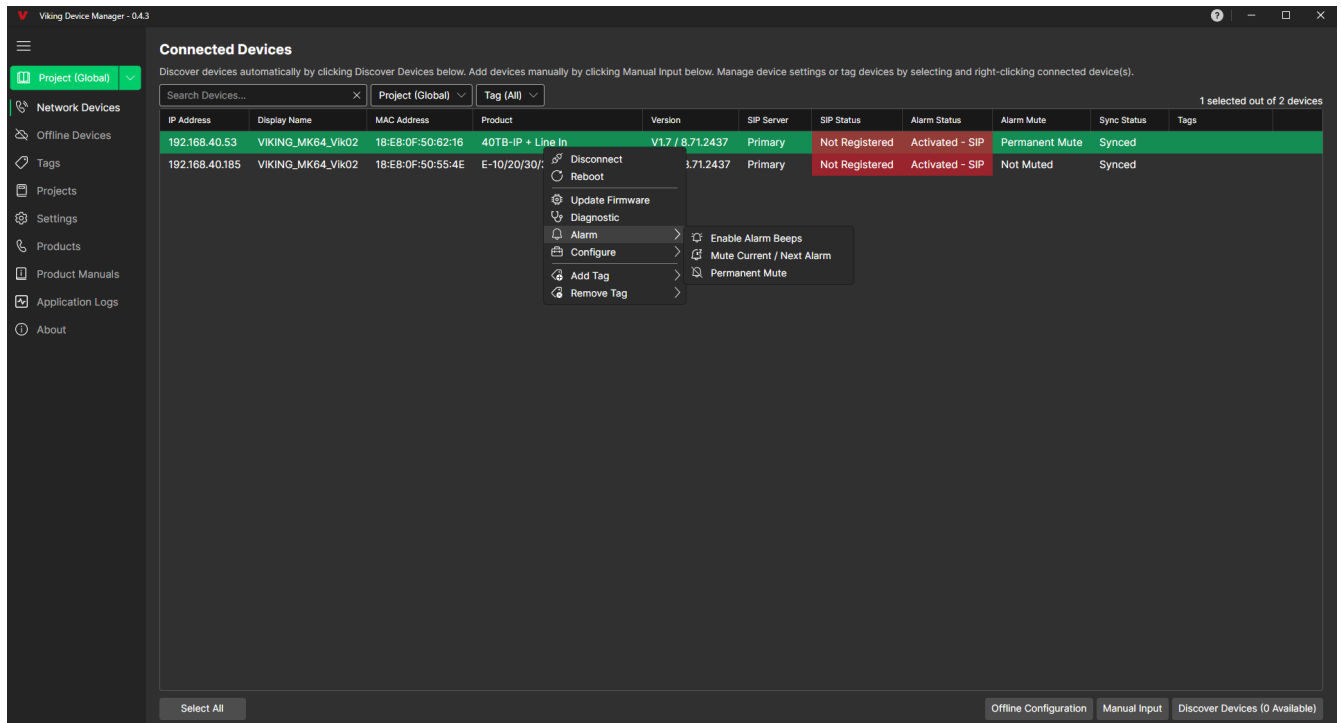 V Viking Device Manager - 0.4.3
Project (Global)
Network Devices
Offline Devices
Tags
Projects
Settings
Products
Product Manuals
Application Logs
About
Connected Devices
Discover devices automatically by clicking Discover Devices below. Add devices manually by clicking Manual Input below. Manage device settings or tag devices by selecting and right-clicking connected device(s).
Search Devices... Project (Global) Tag (All)
1 selected out of 2 devices
IP Address Display Name MAC Address Product Version SIP Server SIP Status Alarm Status Alarm Mute Sync Status Tags
192.168.40.53 VIKING_MK64_Vik02 18:E8:0F:50:62:16 40TB-IP + Line In V1.7 / 8.71.2437 Primary Not Registered Activated - SIP Permanent Mute Synced
192.168.40.185 VIKING_MK64_Vik02 18:E8:0F:50:55:4E E-10/20/30/ .71.2437 Primary Not Registered Activated - SIP Not Muted Synced
Disconnect
Reboot
Update Firmware
Diagnostic
Alarm
Configure
Add Tag
Remove Tag
Enable Alarm Beeps
Mute Current / Next Alarm
Permanent Mute
Select All
Offline Configuration Manual Input Discover Devices (0 Available)